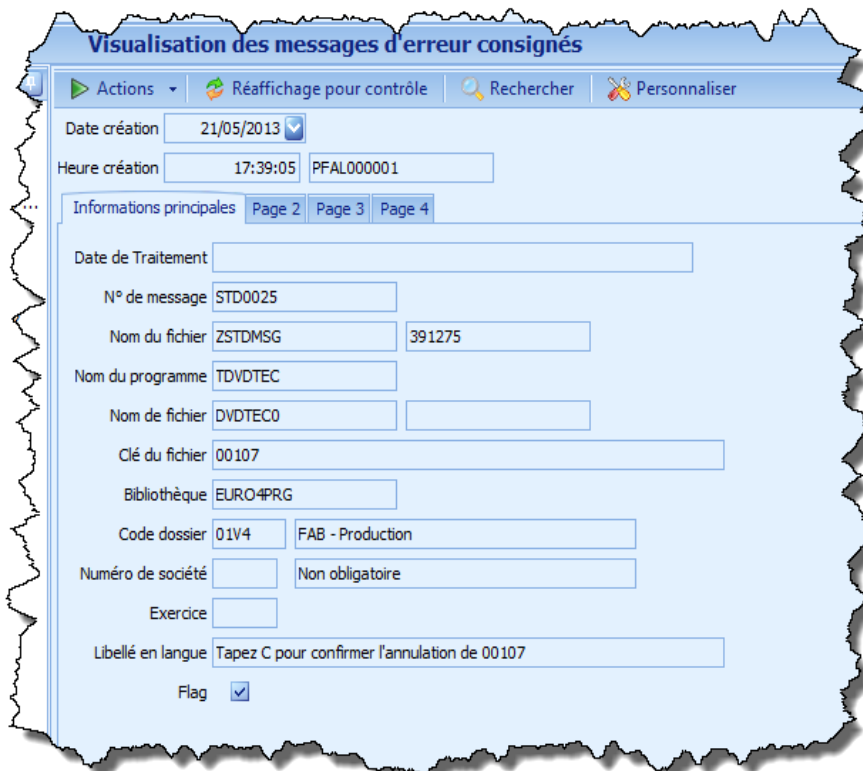 Visualisation des messages d'erreur consignés
Actions Réaffichage pour contrôle Rechercher Personnaliser
Date création 21/05/2013
Heure création 17:39:05 PFAL000001
Informations principales Page 2 Page 3 Page 4
Date de Traitement
N° de message STD0025
Nom du fichier ZSTDMSG 391275
Nom du programme TDVDTEC
Nom de fichier DVDTEC0
Clé du fichier 00107
Bibliothèque EURO4PRG
Code dossier 01V4 FAB - Production
Numéro de société Non obligatoire
Exercice
Libellé en langue Tapez C pour confirmer l'annulation de 00107
Flag